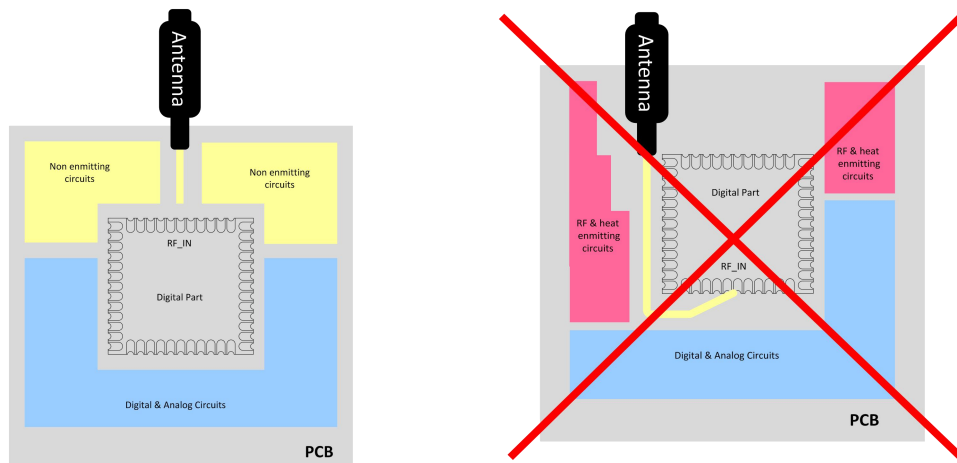 Antenna
Non enmitting
circuits
Non enmitting
circuits
RF_IN
Digital Part
Digital & Analog Circuits
PCB
Antenna
RF & heat
enmitting
circuits
Digital Part
RF & heat
enmitting
circuits
RF_IN
Digital & Analog Circuits
PCB